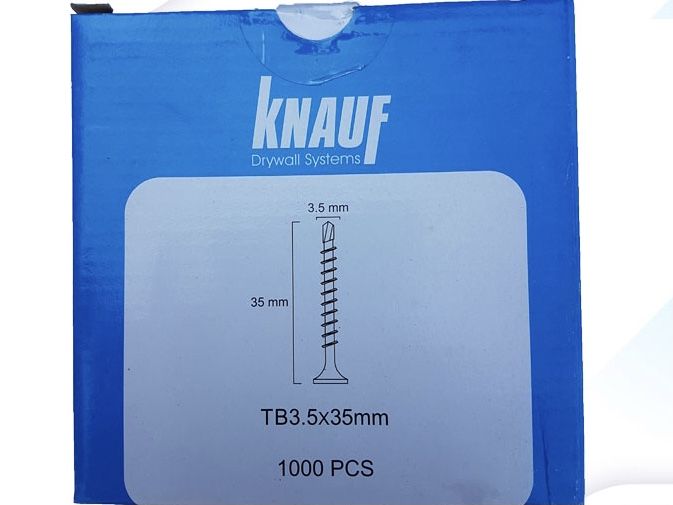 KNAUF
Drywall Systems
3.5 mm
35 mm
TB3.5x35mm
1000 PCS